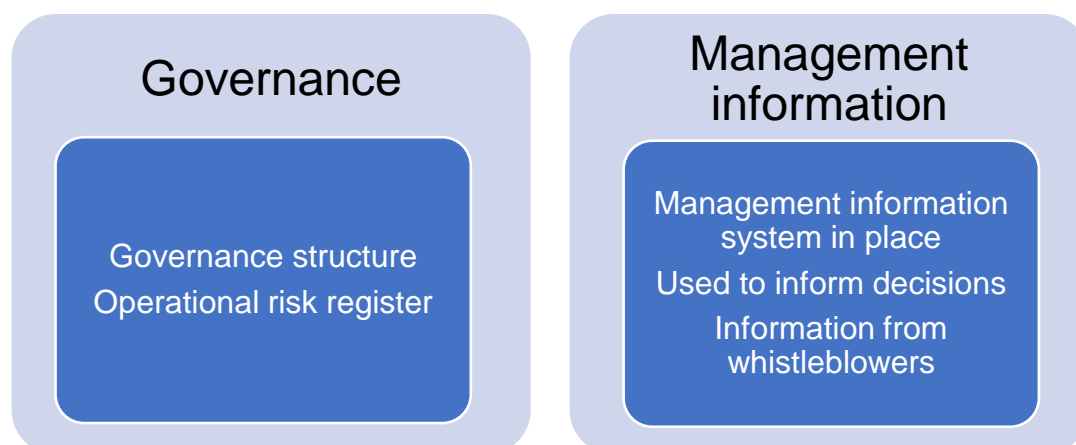 Governance
Governance structure
Operational risk register
Management
information
Management information
system in place
Used to inform decisions
Information from
whistleblowers